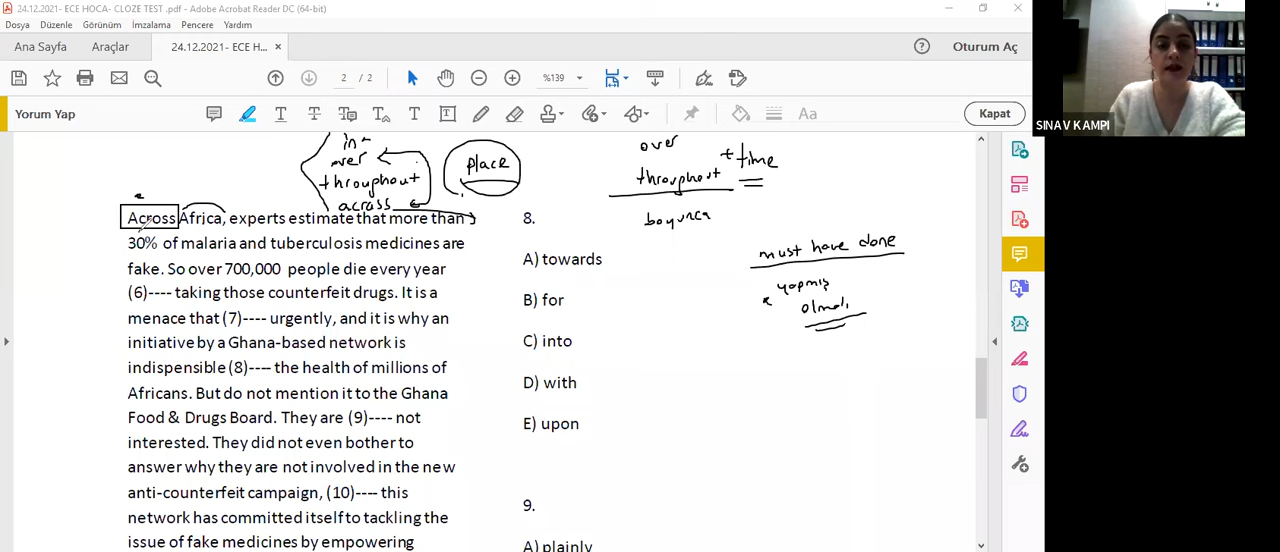 24.12.2021- ECE HOCA- CLOZE TEST .pdf - Adobe Acrobat Reader DC (64-bit)
Dosya Düzenle Görünüm İmzalama Pencere Yardım
Ana Sayfa Araçlar 24.12.2021- ECE H... × Oturum Aç
2 / 2 %139
Yorum Yap Kapat
in
over
throughout
across
place
over
throughout
+ time
boyunca
must have done
yapmış
olmalı
Across Africa, experts estimate that more than
30% of malaria and tuberculosis medicines are
fake. So over 700,000 people die every year
(6)---- taking those counterfeit drugs. It is a
menace that (7)---- urgently, and it is why an
initiative by a Ghana-based network is
indispensible (8)---- the health of millions of
Africans. But do not mention it to the Ghana
Food & Drugs Board. They are (9)---- not
interested. They did not even bother to
answer why they are not involved in the new
anti-counterfeit campaign, (10)---- this
network has committed itself to tackling the
issue of fake medicines by empowering
8.
A) towards
B) for
C) into
D) with
E) upon
9.
A) plainly
SINAV KAMPI